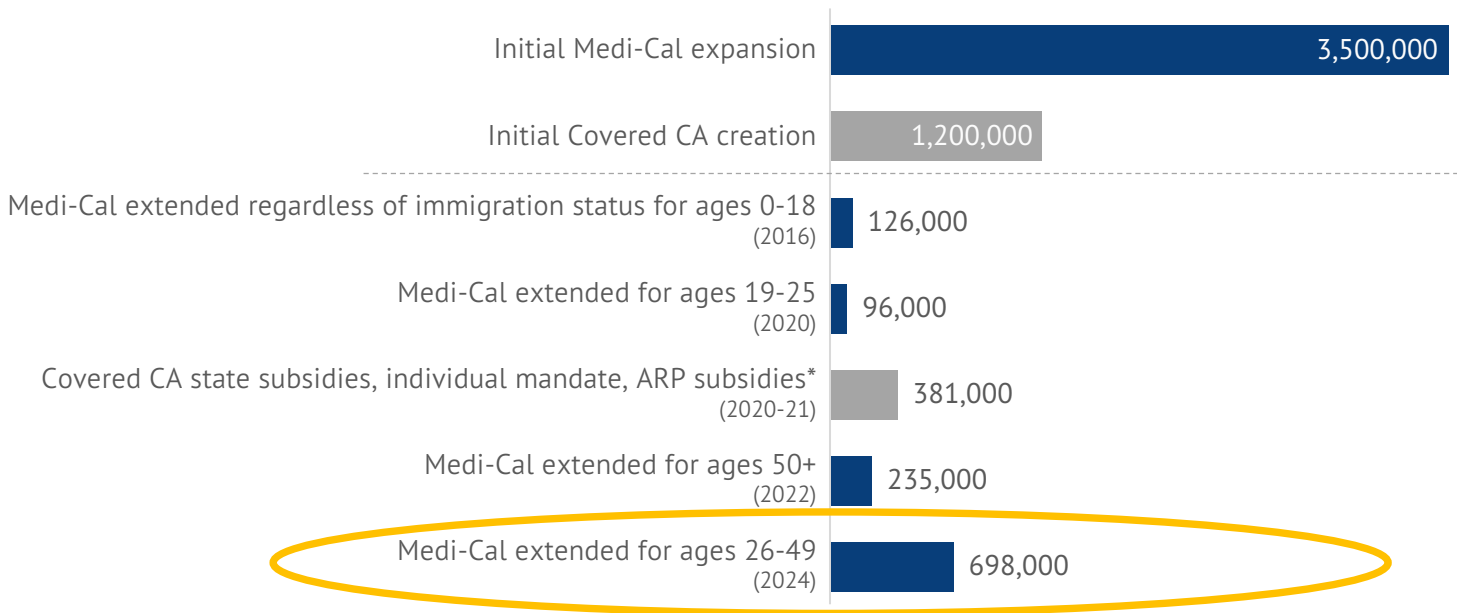 Initial Medi-Cal expansion
3,500,000
Initial Covered CA creation
1,200,000
Medi-Cal extended regardless of immigration status for ages 0-18
(2016)
126,000
Medi-Cal extended for ages 19-25
(2020)
96,000
Covered CA state subsidies, individual mandate, ARP subsidies*
(2020-21)
381,000
Medi-Cal extended for ages 50+
(2022)
235,000
Medi-Cal extended for ages 26-49
(2024)
698,000